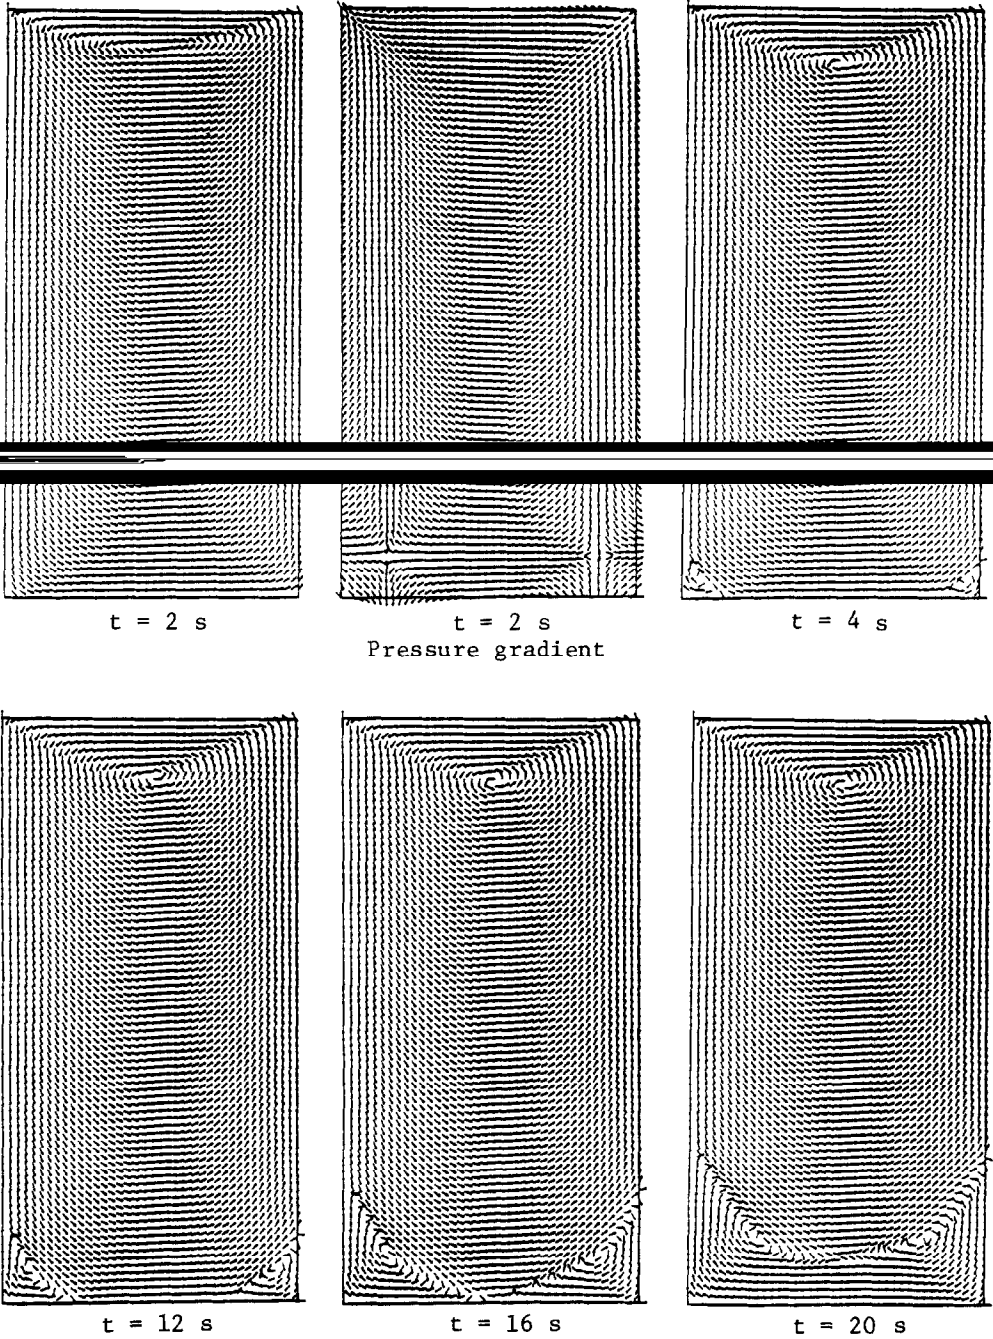 t = 2 s
t = 2 s
t = 4 s
Pressure gradient
t = 12 s
t = 16 s
t = 20 s